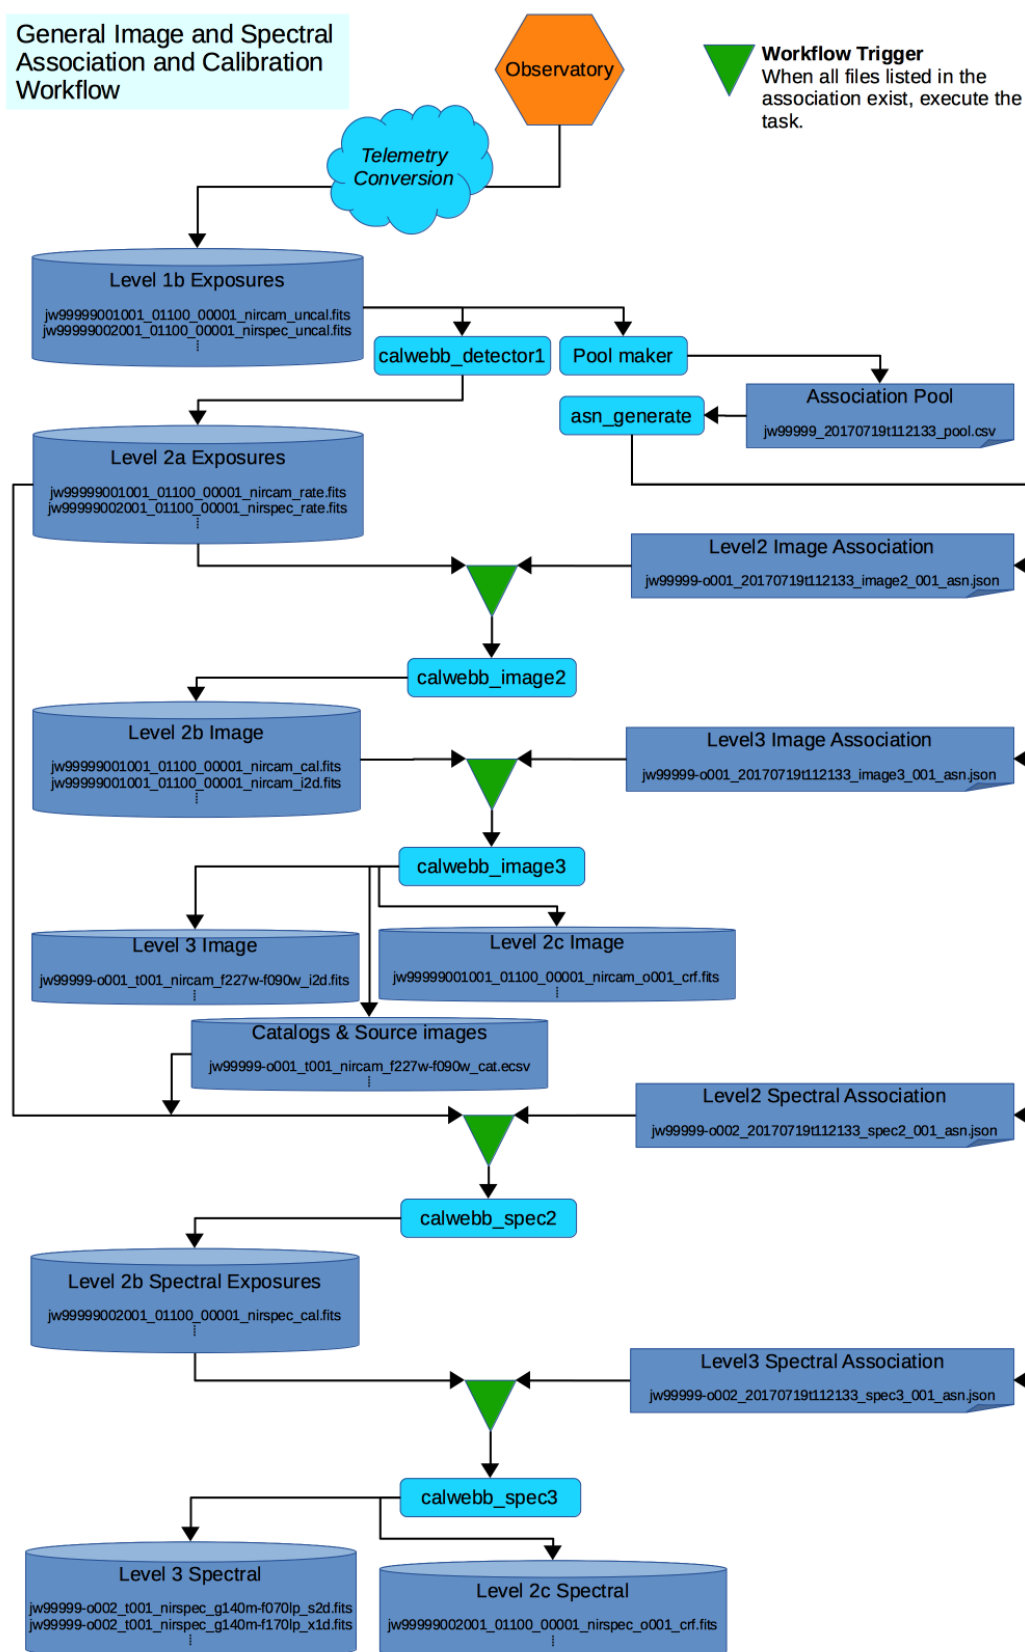 General Image and Spectral
Association and Calibration
Workflow
Observatory
Workflow Trigger
When all files listed in the
association exist, execute the
task.
Telemetry
Conversion
Level 1b Exposures
jw99999001001_01100_00001_nircam_uncal.fits
jw99999002001_01100_00001_nirspec_uncal.fits
calwebb_detector1
Pool maker
asn_generate
Association Pool
jw99999_20170719t112133_pool.csv
Level 2a Exposures
jw99999001001_01100_00001_nircam_rate.fits
jw99999002001_01100_00001_nirspec_rate.fits
Level2 Image Association
jw99999-o001_20170719t112133_image2_001_asn.json
calwebb_image2
Level 2b Image
jw99999001001_01100_00001_nircam_cal.fits
jw99999001001_01100_00001_nircam_i2d.fits
Level3 Image Association
jw99999-o001_20170719t112133_image3_001_asn.json
calwebb_image3
Level 3 Image
jw99999-o001_t001_nircam_f227w-f090w_i2d.fits
Level 2c Image
jw99999001001_01100_00001_nircam_o001_crf.fits
Catalogs & Source images
jw99999-o001_t001_nircam_f227w-f090w_cat.ecsv
Level2 Spectral Association
jw99999-o002_20170719t112133_spec2_001_asn.json
calwebb_spec2
Level 2b Spectral Exposures
jw99999002001_01100_00001_nirspec_cal.fits
Level3 Spectral Association
jw99999-o002_20170719t112133_spec3_001_asn.json
calwebb_spec3
Level 3 Spectral
jw99999-o002_t001_nirspec_g140m-f070lp_s2d.fits
jw99999-o002_t001_nirspec_g140m-f170lp_x1d.fits
Level 2c Spectral
jw99999002001_01100_00001_nirspec_o001_crf.fits